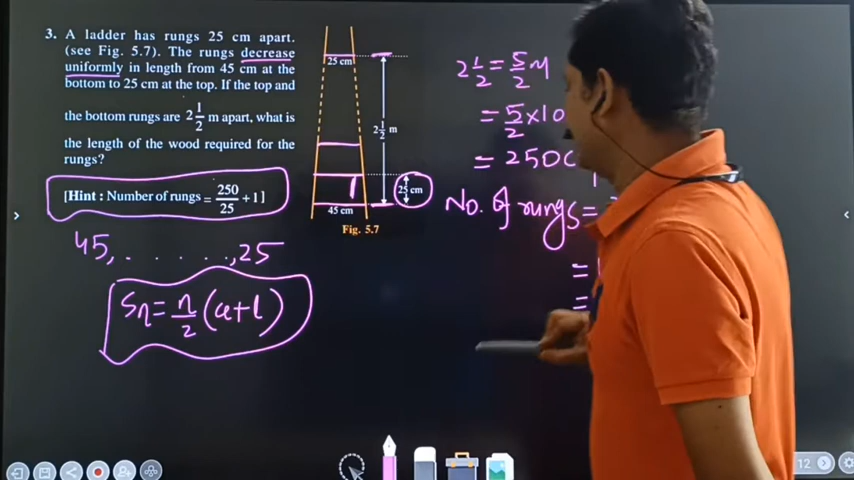 3. A ladder has rungs 25 cm apart.
(see Fig. 5.7). The rungs decrease
uniformly in length from 45 cm at the
bottom to 25 cm at the top. If the top and
the bottom rungs are 2 1/2 m apart, what is
the length of the wood required for the
rungs?
[Hint : Number of rungs = 250/25 +1]
45, . . . . . . , 25
Sn = n/2 (a+l)
25 cm
2 1/2 m
25 cm
45 cm
Fig. 5.7
2 1/2 = 5/2 m
= 5/2 × 10
= 250 c
No. of rungs =
=
=
12